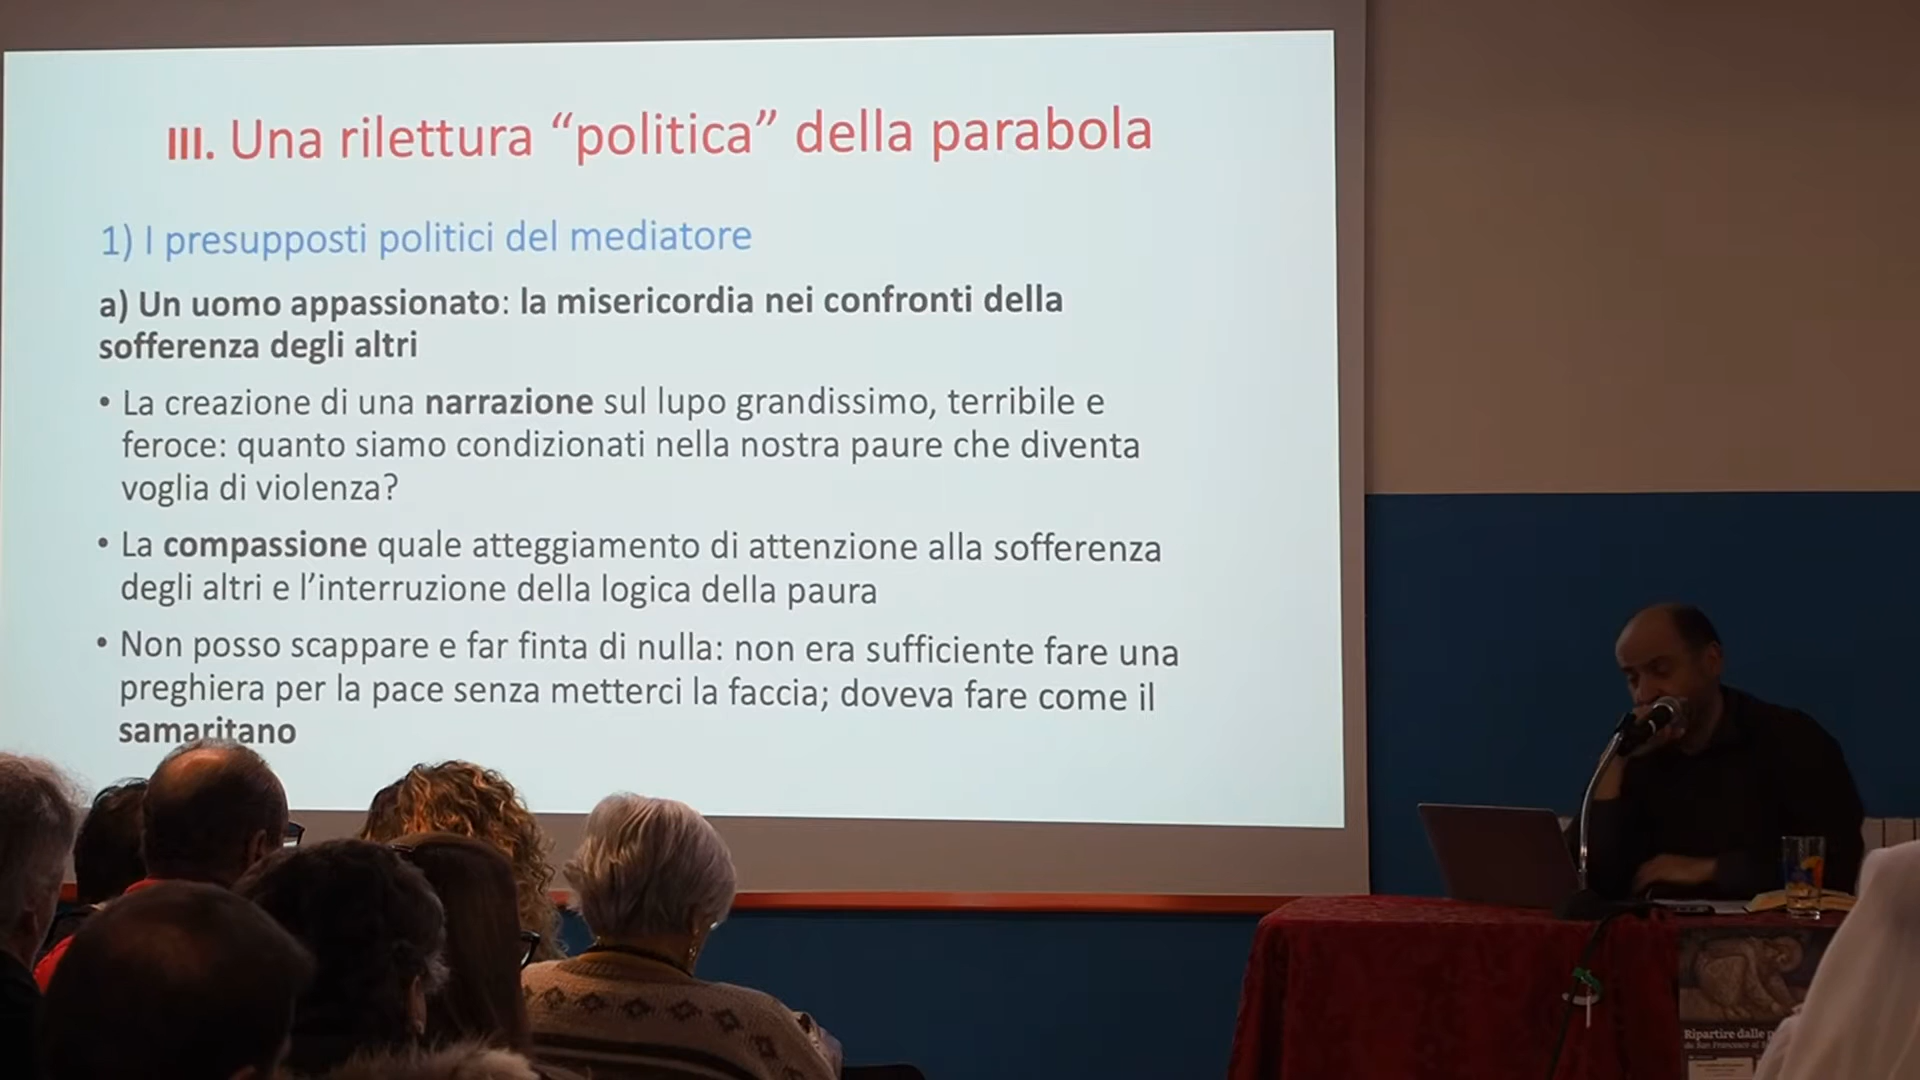 III. Una rilettura “politica” della parabola
1) I presupposti politici del mediatore
a) Un uomo appassionato: la misericordia nei confronti della
sofferenza degli altri
• La creazione di una narrazione sul lupo grandissimo, terribile e
feroce: quanto siamo condizionati nella nostra paure che diventa
voglia di violenza?
• La compassione quale atteggiamento di attenzione alla sofferenza
degli altri e l’interruzione della logica della paura
• Non posso scappare e far finta di nulla: non era sufficiente fare una
preghiera per la pace senza metterci la faccia; doveva fare come il
samaritano
Ripartire dalle
da San Francesco